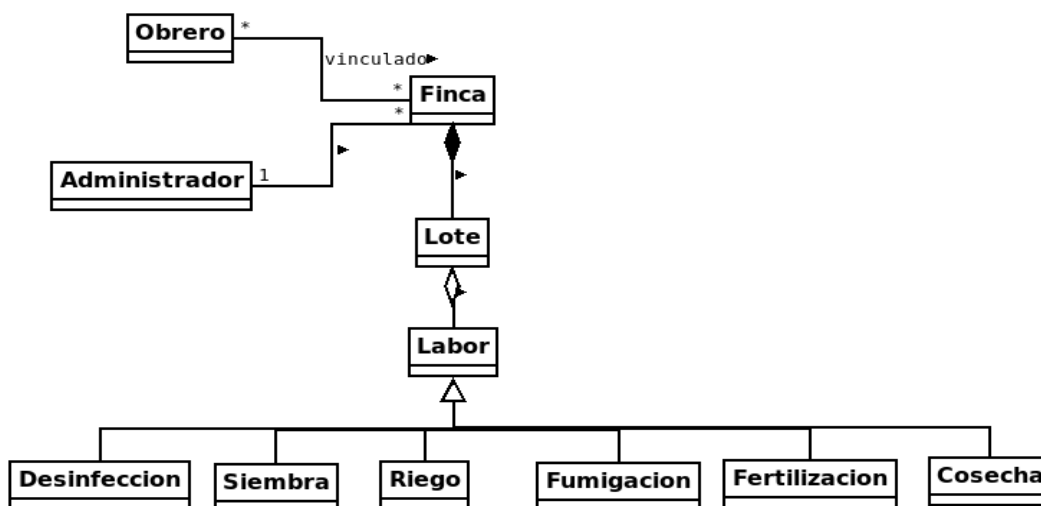 Obrero
*
vinculado
*
Finca
*
Administrador
1
Lote
Labor
Desinfeccion
Siembra
Riego
Fumigacion
Fertilizacion
Cosecha